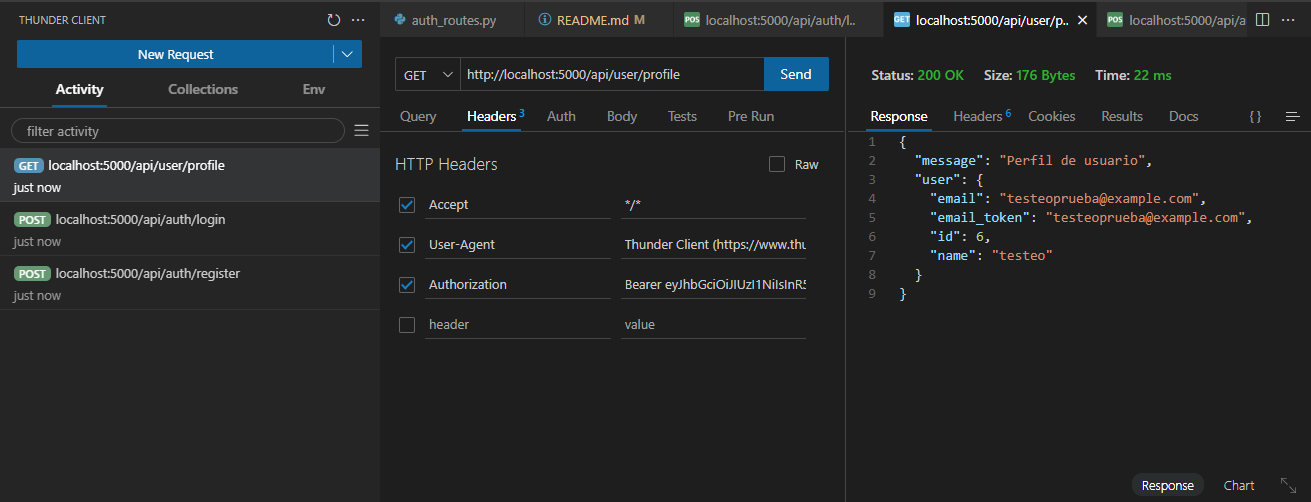 THUNDER CLIENT
New Request
Activity Collections Env
filter activity
GET localhost:5000/api/user/profile
just now
POST localhost:5000/api/auth/login
just now
POST localhost:5000/api/auth/register
just now
auth_routes.py README.md M POS localhost:5000/api/auth/l.. GET localhost:5000/api/user/p.. POS localhost:5000/api/a
GET http://localhost:5000/api/user/profile Send
Query Headers 3 Auth Body Tests Pre Run
HTTP Headers Raw
Accept */*
User-Agent Thunder Client (https://www.thu
Authorization Bearer eyJhbGciOiJIUzI1NiIsInR5
header value
Status: 200 OK Size: 176 Bytes Time: 22 ms
Response Headers 6 Cookies Results Docs { }
1 {
2 "message": "Perfil de usuario",
3 "user": {
4 "email": "testeoprueba@example.com",
5 "email_token": "testeoprueba@example.com",
6 "id": 6,
7 "name": "testeo"
8 }
9 }
Response Chart